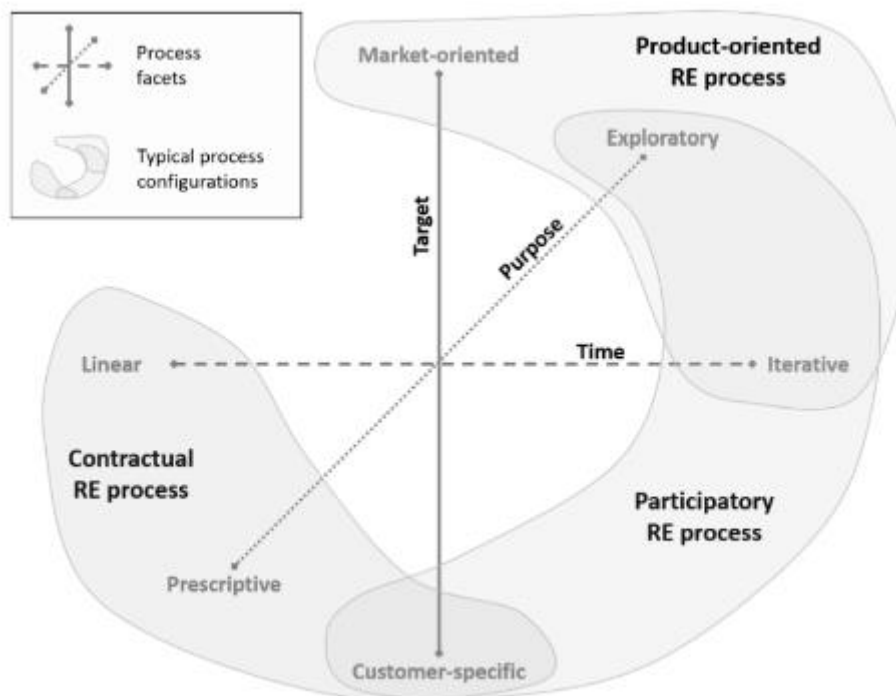 Process
facets
Typical process
configurations
Market-oriented
Product-oriented
RE process
Exploratory
Target
Purpose
Time
Linear
Iterative
Contractual
RE process
Participatory
RE process
Prescriptive
Customer-specific